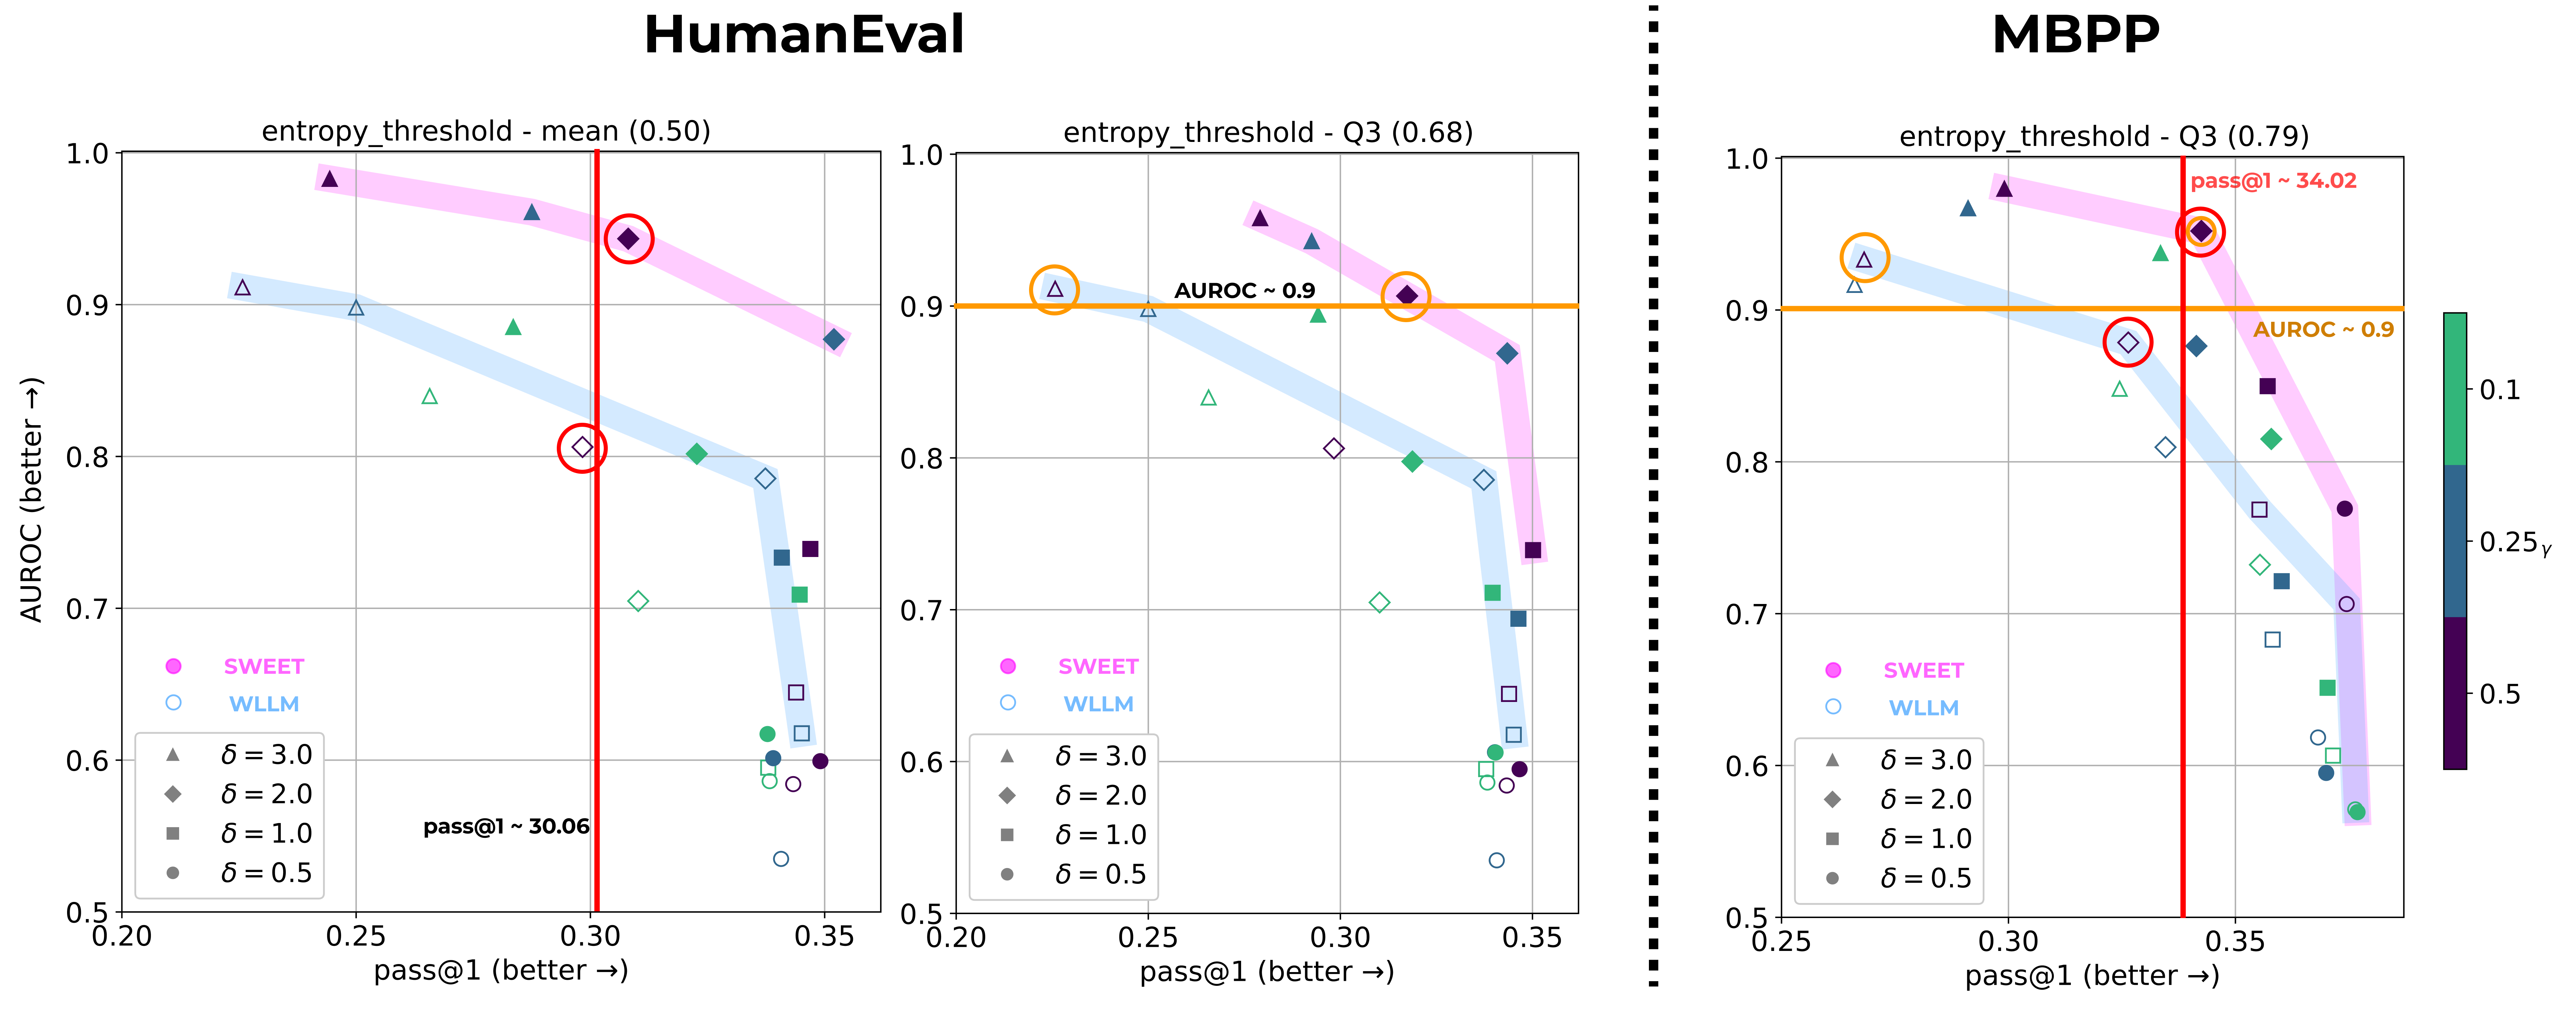 HumanEval
MBPP
entropy_threshold - mean (0.50)
entropy_threshold - Q3 (0.68)
entropy_threshold - Q3 (0.79)
AUROC (better →)
1.0
0.9
0.8
0.7
0.6
0.5
0.20
0.25
0.30
0.35
pass@1 (better →)
pass@1 ~ 30.06
SWEET
WLLM
δ = 3.0
δ = 2.0
δ = 1.0
δ = 0.5
1.0
0.9
0.8
0.7
0.6
0.5
0.20
0.25
0.30
0.35
pass@1 (better →)
AUROC ~ 0.9
SWEET
WLLM
δ = 3.0
δ = 2.0
δ = 1.0
δ = 0.5
1.0
0.9
0.8
0.7
0.6
0.5
0.25
0.30
0.35
pass@1 (better →)
pass@1 ~ 34.02
AUROC ~ 0.9
SWEET
WLLM
δ = 3.0
δ = 2.0
δ = 1.0
δ = 0.5
0.1
0.25
γ
0.5